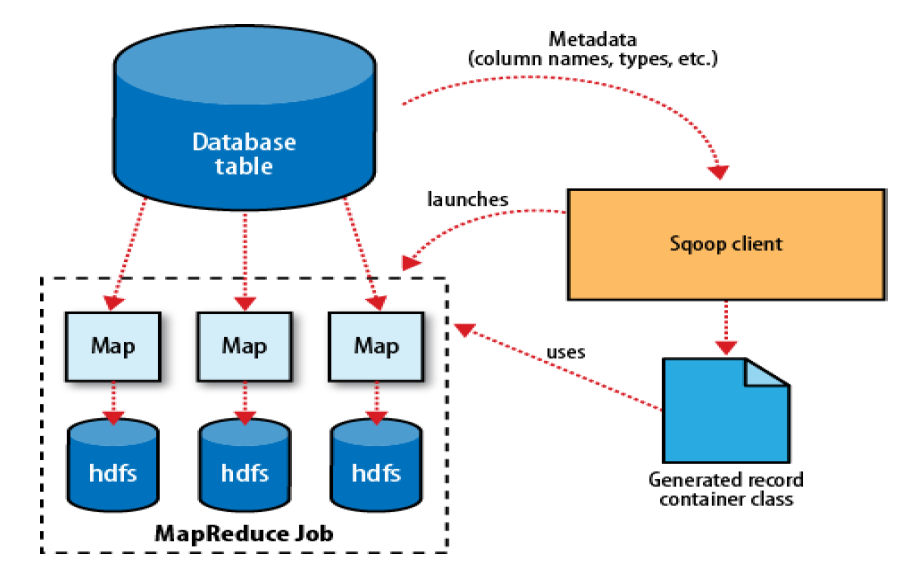 Metadata
(column names, types, etc.)
Database
table
launches
Sqoop client
Map
Map
Map
uses
hdfs
hdfs
hdfs
Generated record
container class
MapReduce Job